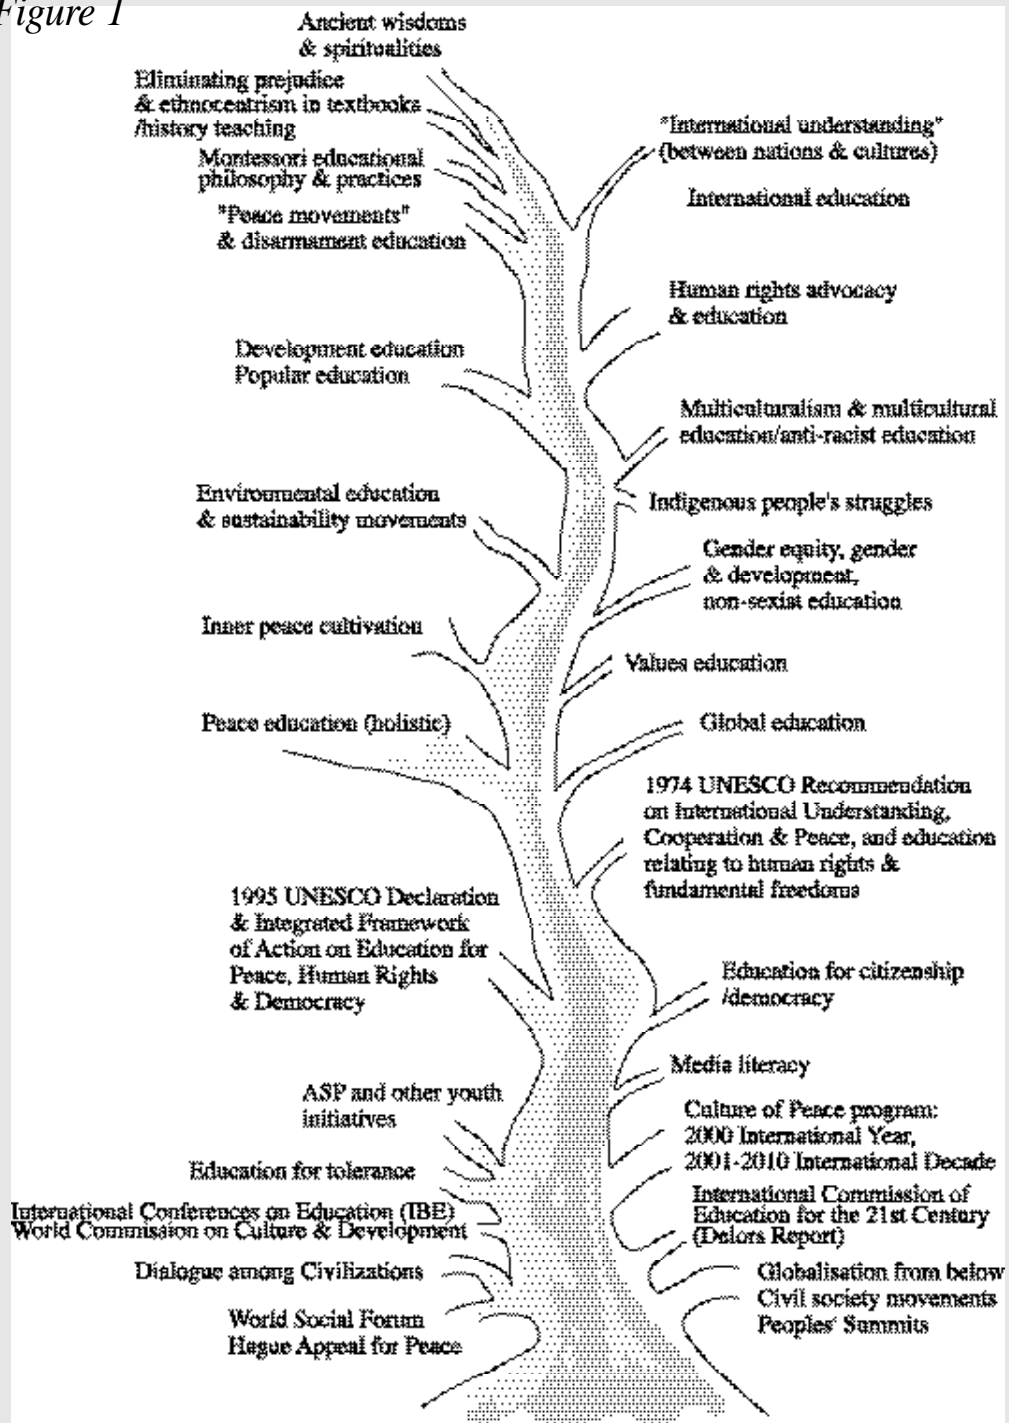 Figure 1
Ancient wisdoms
& spiritualities
Eliminating prejudice
& ethnocentrism in textbooks
/history teaching
"International understanding"
(between nations & cultures)
Montessori educational
philosophy & practices
International education
"Peace movements"
& disarmament education
Human rights advocacy
& education
Development education
Popular education
Multiculturalism & multicultural
education/anti-racist education
Environmental education
& sustainability movements
Indigenous people's struggles
Gender equity, gender
& development,
non-sexist education
Inner peace cultivation
Values education
Peace education (holistic)
Global education
1974 UNESCO Recommendation
on International Understanding,
Cooperation & Peace, and education
relating to human rights &
fundamental freedoms
1995 UNESCO Declaration
& Integrated Framework
of Action on Education for
Peace, Human Rights
& Democracy
Education for citizenship
/democracy
Media literacy
ASP and other youth
initiatives
Culture of Peace program:
2000 International Year,
2001-2010 International Decade
Education for tolerance
International Commission of
Education for the 21st Century
(Delors Report)
International Conferences on Education (IBE)
World Commission on Culture & Development
Dialogue among Civilizations
Globalisation from below
Civil society movements
Peoples' Summits
World Social Forum
Hague Appeal for Peace